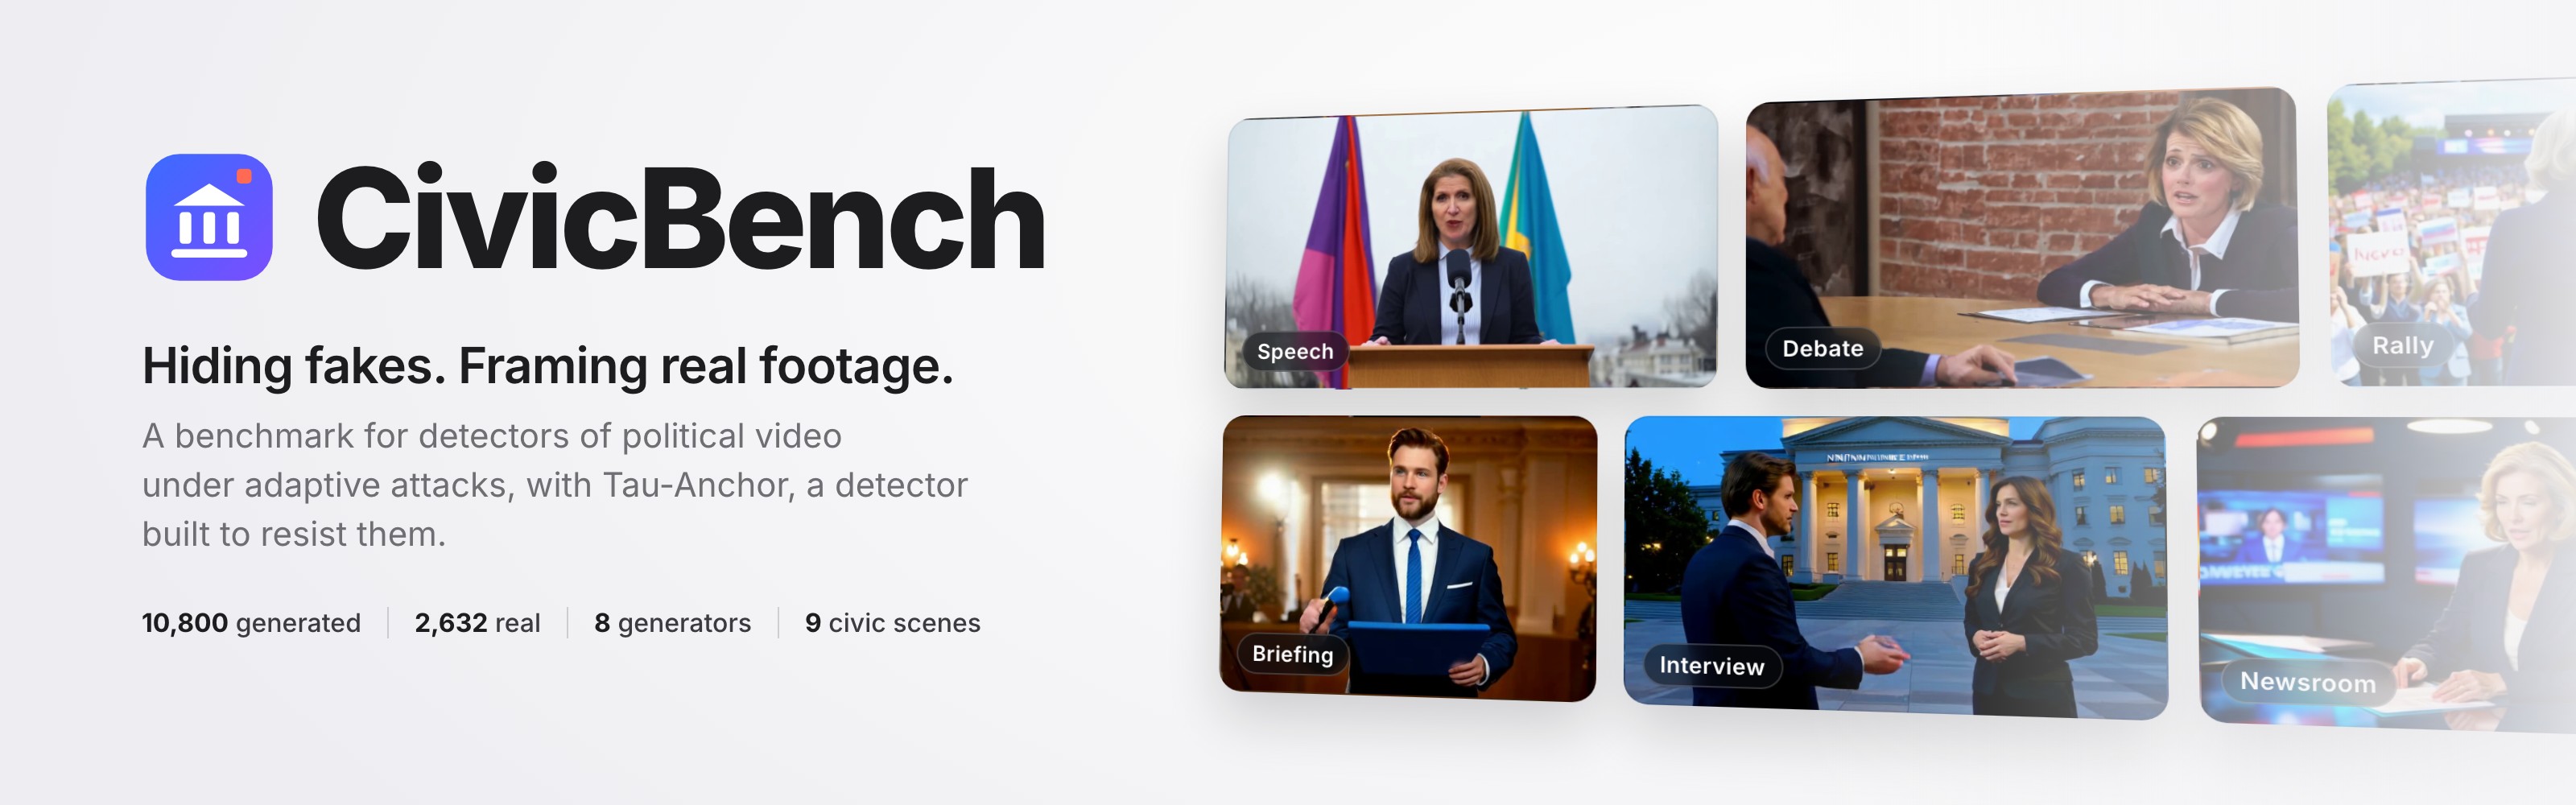 CivicBench
Hiding fakes. Framing real footage.
A benchmark for detectors of political video
under adaptive attacks, with Tau-Anchor, a detector
built to resist them.
10,800 generated
2,632 real
8 generators
9 civic scenes
Speech
Debate
Rally
Briefing
Interview
Newsroom